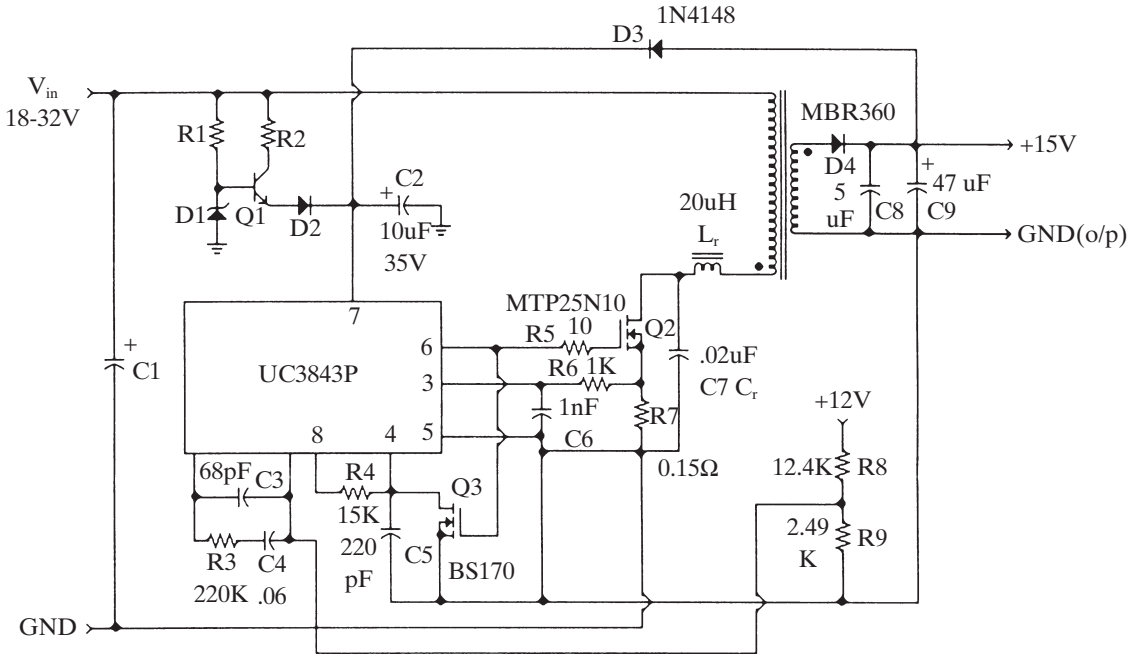 1N4148
D3
V_in
18-32V
R1
R2
MBR360
+15V
D4
C2
+
D1
Q1
D2
10uF
35V
20uH
L_r
5
uF
C8
+
47 uF
C9
GND(o/p)
7
MTP25N10
+
C1
UC3843P
6
R5
10
Q2
3
R6
1K
.02uF
C7 C_r
5
1nF
C6
R7
0.15Ω
+12V
8
4
68pF
C3
R4
15K
Q3
12.4K
R8
R3
C4
220K
.06
220
pF
C5
BS170
2.49
K
R9
GND